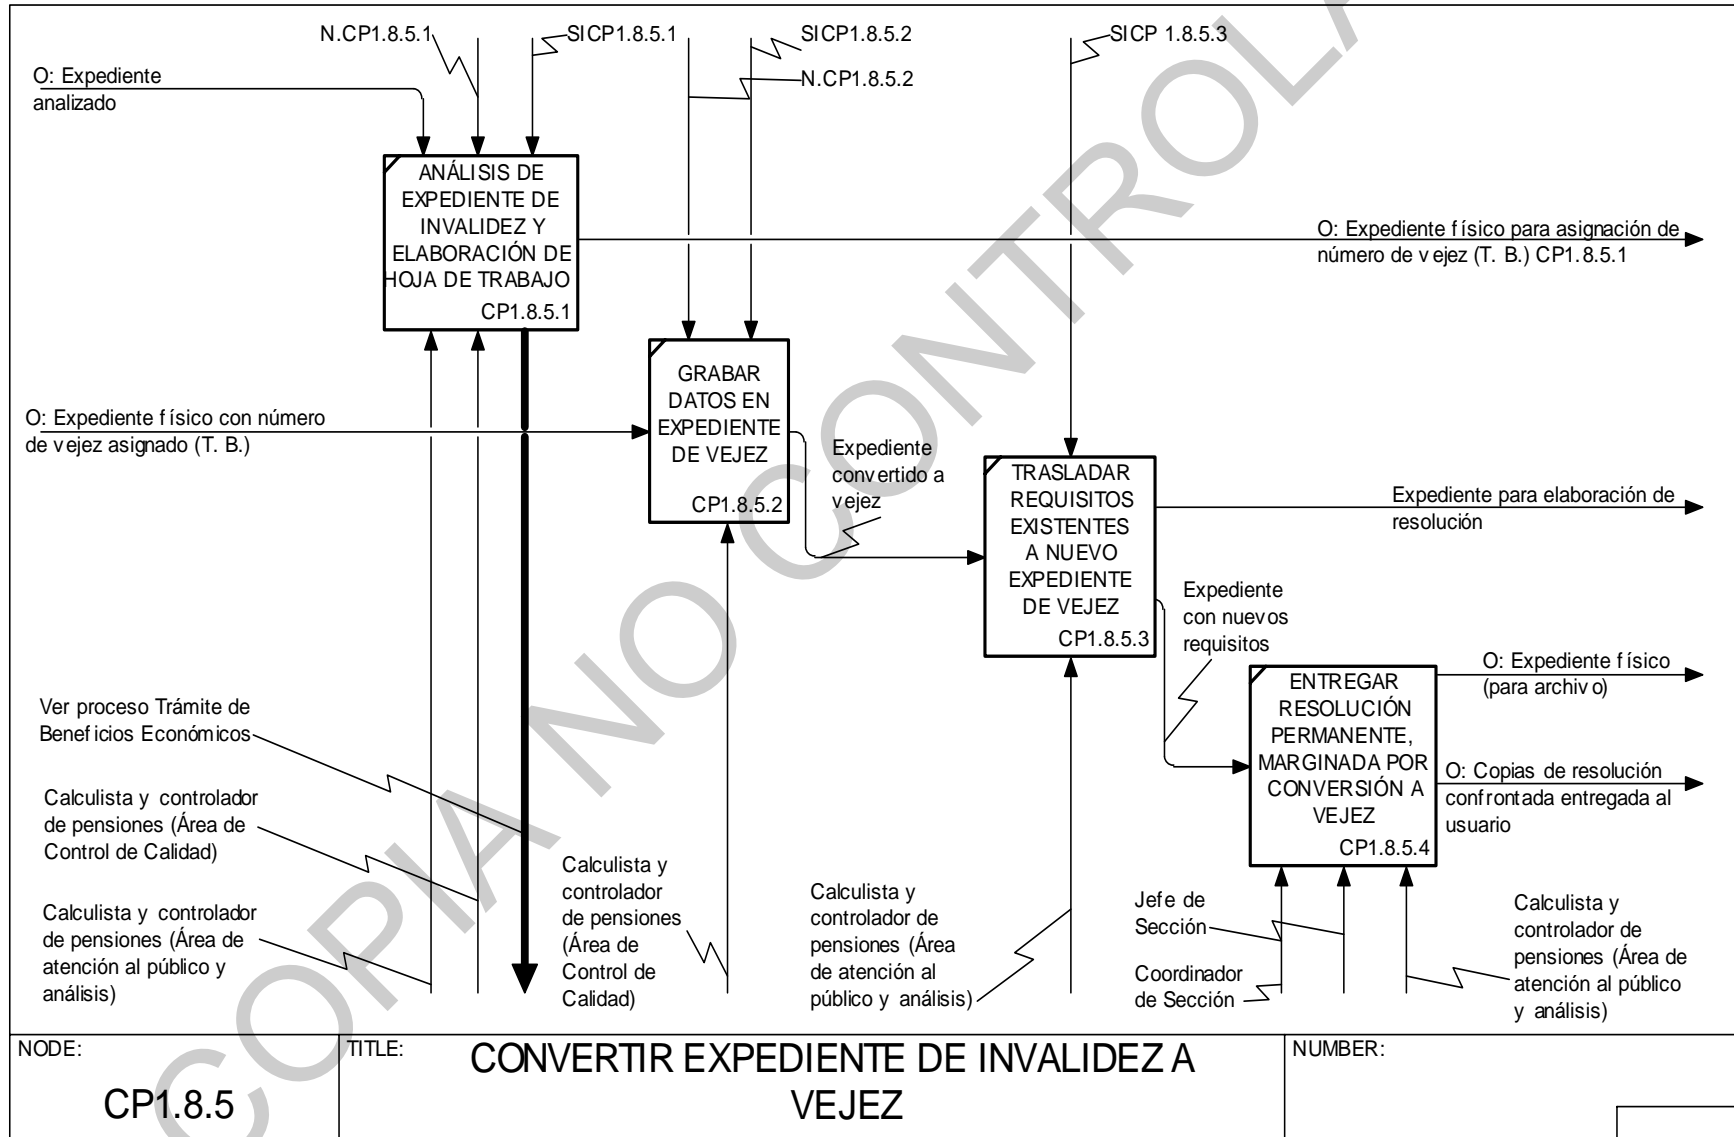 N.CP1.8.5.1
SICP1.8.5.1
SICP1.8.5.2
SICP 1.8.5.3
N.CP1.8.5.2
O: Expediente
analizado
ANÁLISIS DE
EXPEDIENTE DE
INVALIDEZ Y
ELABORACIÓN DE
HOJA DE TRABAJO
CP1.8.5.1
O: Expediente físico para asignación de
número de vejez (T. B.) CP1.8.5.1
O: Expediente físico con número
de vejez asignado (T. B.)
GRABAR
DATOS EN
EXPEDIENTE
DE VEJEZ
CP1.8.5.2
Expediente
convertido a
vejez
TRASLADAR
REQUISITOS
EXISTENTES
A NUEVO
EXPEDIENTE
DE VEJEZ
CP1.8.5.3
Expediente para elaboración de
resolución
Expediente
con nuevos
requisitos
ENTREGAR
RESOLUCIÓN
PERMANENTE,
MARGINADA POR
CONVERSIÓN A
VEJEZ
CP1.8.5.4
O: Expediente físico
(para archivo)
O: Copias de resolución
confrontada entregada al
usuario
Ver proceso Trámite de
Beneficios Económicos
Calculista y controlador
de pensiones (Área de
Control de Calidad)
Calculista y controlador
de pensiones (Área de
atención al público y
análisis)
Calculista y
controlador
de pensiones
(Área de
Control de
Calidad)
Calculista y
controlador de
pensiones (Área
de atención al
público y análisis)
Jefe de
Sección
Coordinador
de Sección
Calculista y
controlador de
pensiones (Área de
atención al público
y análisis)
COPIA NO CONTROLA
NODE:
CP1.8.5
TITLE:
CONVERTIR EXPEDIENTE DE INVALIDEZ A
VEJEZ
NUMBER: